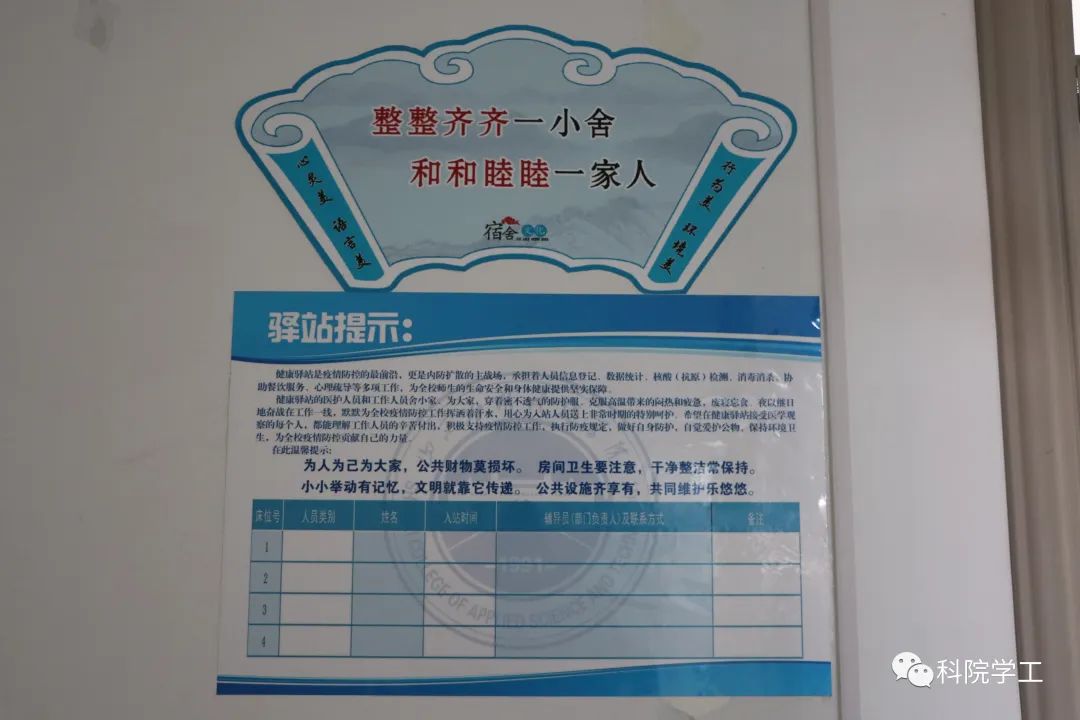 整整齐齐一小舍
和和睦睦一家人
心灵美 语言美
行为美 环境美
宿舍文化
驿站提示:
健康驿站是疫情防控的最前沿，更是内防扩散的主战场，承担着人员信息登记、数据统计、核酸（抗原）检测、消毒消杀、协
助餐饮服务、心理疏导等多项工作，为全校师生的生命安全和身体健康提供坚实保障。
健康驿站的医护人员和工作人员舍小家、为大家，穿着密不透气的防护服，克服高温带来的闷热和疲惫，废寝忘食、夜以继日
地奋战在工作一线，默默为全校疫情防控工作挥洒着汗水，用心为入站人员送上非常时期的特别呵护。希望在健康驿站接受医学观
察的每个人，都能理解工作人员的辛苦付出，积极支持疫情防控工作，执行防疫规定，做好自身防护，自觉爱护公物，保持环境卫
生，为全校疫情防控贡献自己的力量。
在此温馨提示:
为人为己为大家，公共财物莫损坏。 房间卫生要注意，干净整洁常保持。
小小举动有记忆，文明就靠它传递。 公共设施齐享有，共同维护乐悠悠。
床位号 人员类别 姓名 入站时间 辅导员(部门负责人)及联系方式 备注
1
2
3
4
1991
COLLEGE OF APPLIED SCIENCE AND TECHN
科院学工